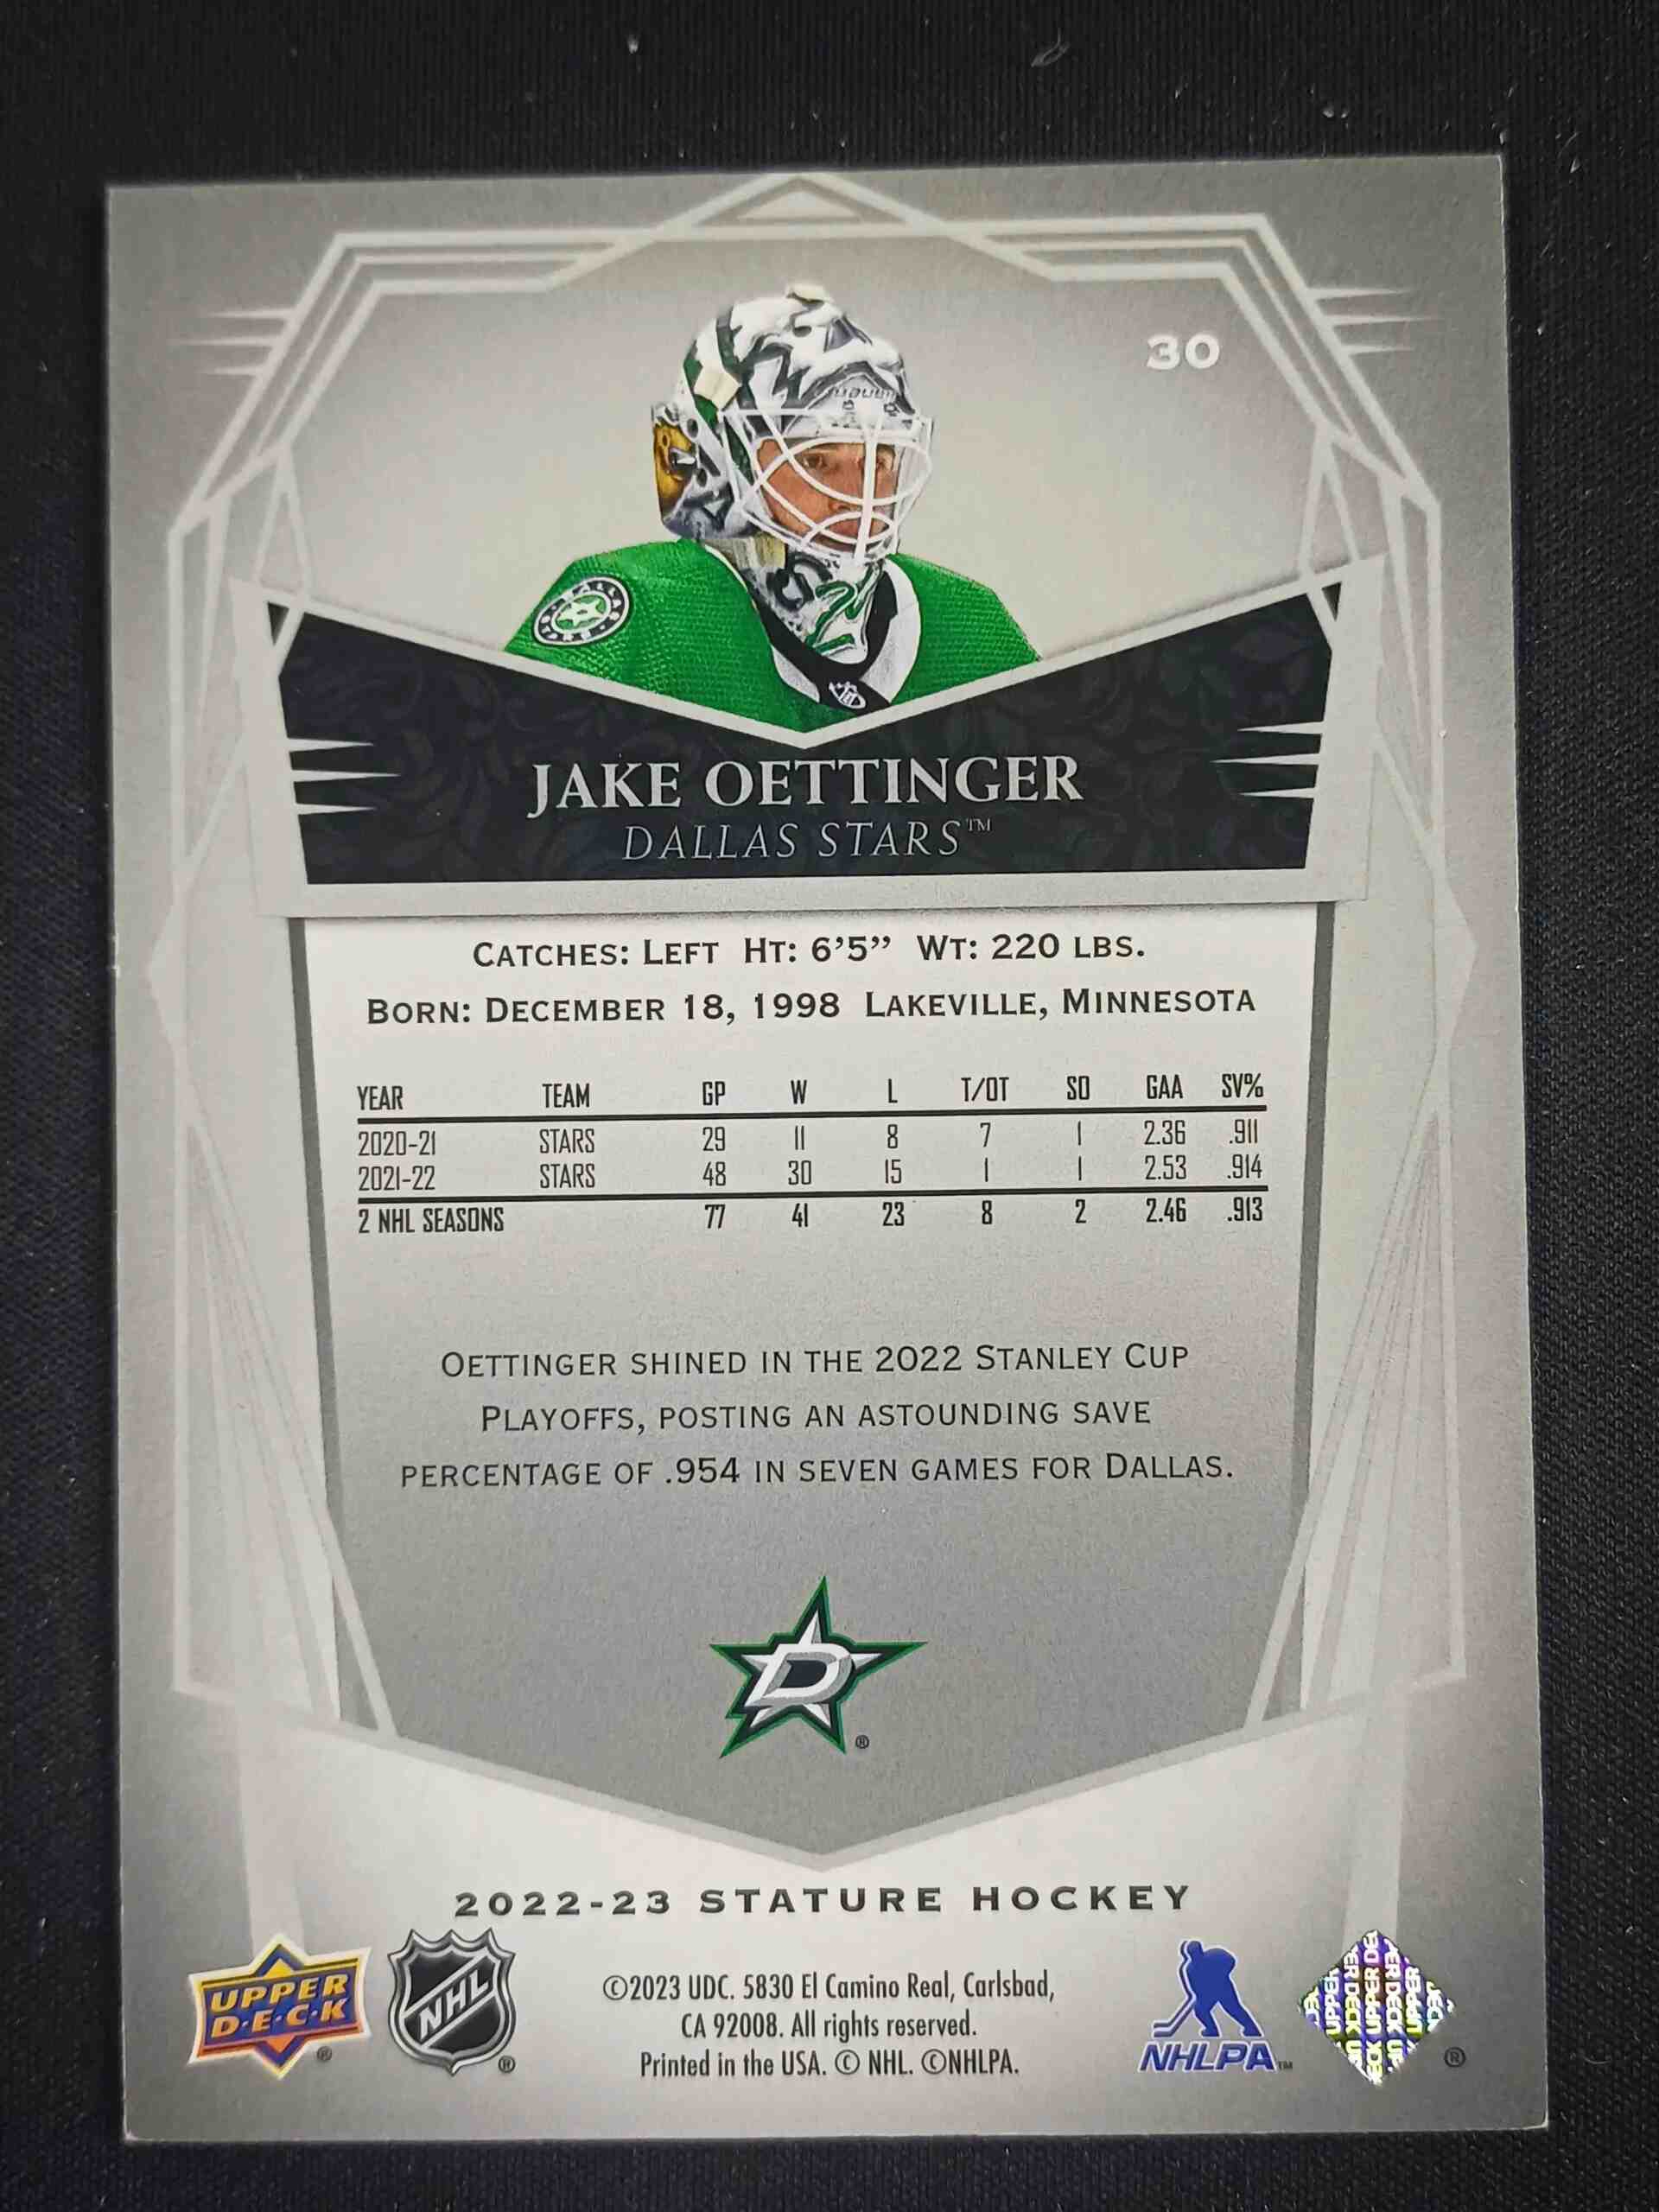 30
BAUER
DALLAS
STARS
JAKE OETTINGER
DALLAS STARS™
CATCHES: LEFT HT: 6'5” WT: 220 LBS.
BORN: DECEMBER 18, 1998 LAKEVILLE, MINNESOTA
YEAR TEAM GP W L T/OT SO GAA SV%
2020-21 STARS 29 11 8 7 1 2.36 .911
2021-22 STARS 48 30 15 1 1 2.53 .914
2 NHL SEASONS 77 41 23 8 2 2.46 .913
OETTINGER SHINED IN THE 2022 STANLEY CUP
PLAYOFFS, POSTING AN ASTOUNDING SAVE
PERCENTAGE OF .954 IN SEVEN GAMES FOR DALLAS.
D
®
2022-23 STATURE HOCKEY
UPPER
D•E•C•K
®
NHL
®
©2023 UDC. 5830 El Camino Real, Carlsbad,
CA 92008. All rights reserved.
Printed in the USA. © NHL. ©NHLPA.
NHLPA™
UPPER DECK
®